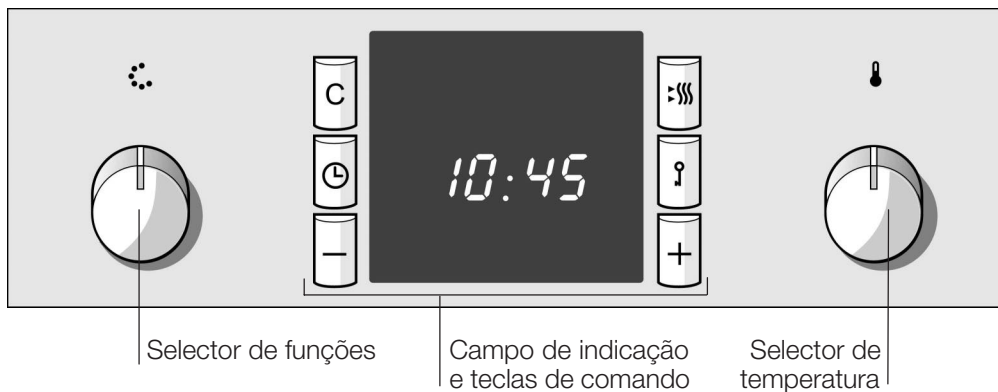 C
10:45
−
+
Selector de funções
Campo de indicação
e teclas de comando
Selector de
temperatura